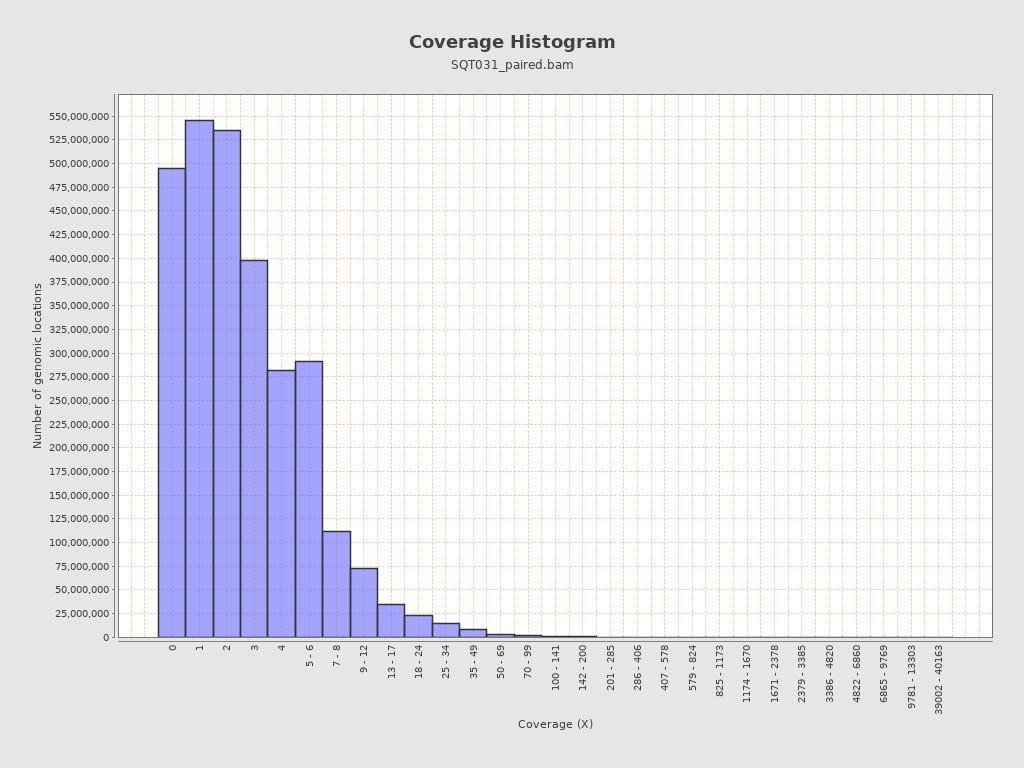 Coverage Histogram
SQT031_paired.bam
Number of genomic locations
550,000,000
525,000,000
500,000,000
475,000,000
450,000,000
425,000,000
400,000,000
375,000,000
350,000,000
325,000,000
300,000,000
275,000,000
250,000,000
225,000,000
200,000,000
175,000,000
150,000,000
125,000,000
100,000,000
75,000,000
50,000,000
25,000,000
0
0
1
2
3
4
5 - 6
7 - 8
9 - 12
13 - 17
18 - 24
25 - 34
35 - 49
50 - 69
70 - 99
100 - 141
142 - 200
201 - 285
286 - 406
407 - 578
579 - 824
825 - 1173
1174 - 1670
1671 - 2378
2379 - 3385
3386 - 4820
4822 - 6860
6865 - 9769
9781 - 13303
39002 - 40163
Coverage (X)